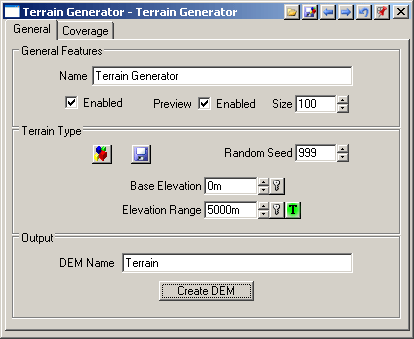 Terrain Generator - Terrain Generator
General Coverage
General Features
Name Terrain Generator
Enabled Preview Enabled Size 100
Terrain Type
Random Seed 999
Base Elevation 0m
Elevation Range 5000m T
Output
DEM Name Terrain
Create DEM